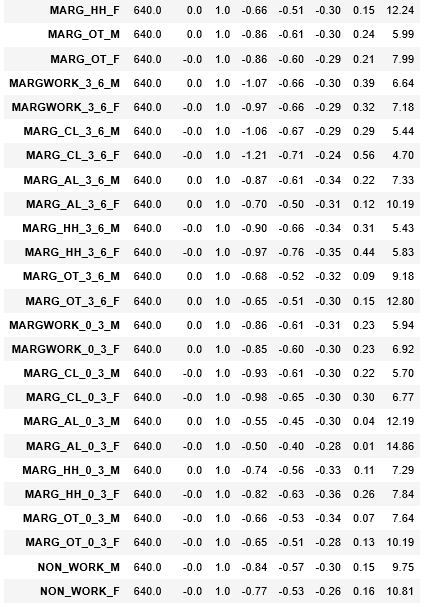 MARG_HH_F 640.0 0.0 1.0 -0.66 -0.51 -0.30 0.15 12.24
MARG_OT_M 640.0 -0.0 1.0 -0.86 -0.61 -0.30 0.24 5.99
MARG_OT_F 640.0 -0.0 1.0 -0.86 -0.60 -0.29 0.21 7.99
MARGWORK_3_6_M 640.0 -0.0 1.0 -1.07 -0.66 -0.30 0.39 6.64
MARGWORK_3_6_F 640.0 -0.0 1.0 -0.97 -0.66 -0.29 0.32 7.18
MARG_CL_3_6_M 640.0 0.0 1.0 -1.06 -0.67 -0.29 0.29 5.44
MARG_CL_3_6_F 640.0 -0.0 1.0 -1.21 -0.71 -0.24 0.56 4.70
MARG_AL_3_6_M 640.0 0.0 1.0 -0.87 -0.61 -0.34 0.22 7.33
MARG_AL_3_6_F 640.0 -0.0 1.0 -0.70 -0.50 -0.31 0.12 10.19
MARG_HH_3_6_M 640.0 0.0 1.0 -0.90 -0.66 -0.34 0.31 5.43
MARG_HH_3_6_F 640.0 -0.0 1.0 -0.97 -0.76 -0.35 0.44 5.83
MARG_OT_3_6_M 640.0 0.0 1.0 -0.68 -0.52 -0.32 0.09 9.18
MARG_OT_3_6_F 640.0 -0.0 1.0 -0.65 -0.51 -0.30 0.15 12.80
MARGWORK_0_3_M 640.0 0.0 1.0 -0.86 -0.61 -0.31 0.23 5.94
MARGWORK_0_3_F 640.0 -0.0 1.0 -0.85 -0.60 -0.30 0.23 6.92
MARG_CL_0_3_M 640.0 -0.0 1.0 -0.93 -0.61 -0.30 0.22 5.70
MARG_CL_0_3_F 640.0 -0.0 1.0 -0.98 -0.65 -0.30 0.30 6.77
MARG_AL_0_3_M 640.0 0.0 1.0 -0.55 -0.45 -0.30 0.04 12.19
MARG_AL_0_3_F 640.0 -0.0 1.0 -0.50 -0.40 -0.28 0.01 14.86
MARG_HH_0_3_M 640.0 0.0 1.0 -0.74 -0.56 -0.33 0.11 7.29
MARG_HH_0_3_F 640.0 -0.0 1.0 -0.82 -0.63 -0.36 0.26 7.84
MARG_OT_0_3_M 640.0 -0.0 1.0 -0.66 -0.53 -0.34 0.07 7.64
MARG_OT_0_3_F 640.0 -0.0 1.0 -0.65 -0.51 -0.28 0.13 10.19
NON_WORK_M 640.0 -0.0 1.0 -0.84 -0.57 -0.30 0.15 9.75
NON_WORK_F 640.0 -0.0 1.0 -0.77 -0.53 -0.26 0.16 10.81